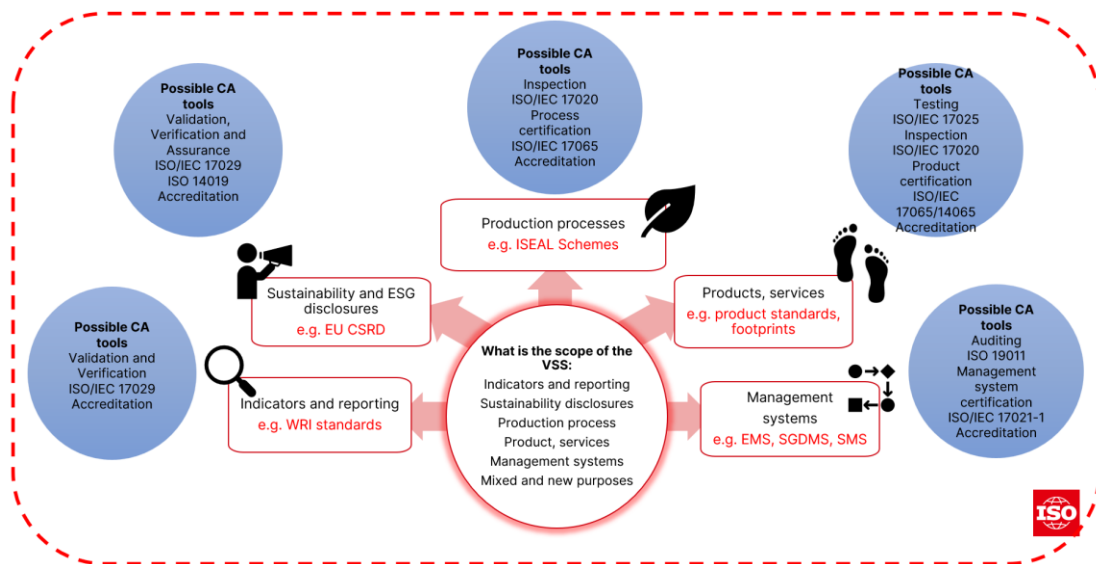 Possible CA
tools
Inspection
ISO/IEC 17020
Process
certification
ISO/IEC 17065
Accreditation
Possible CA
tools
Validation,
Verification and
Assurance
ISO/IEC 17029
ISO 14019
Accreditation
Possible CA
tools
Testing
ISO/IEC 17025
Inspection
ISO/IEC 17020
Product
certification
ISO/IEC
17065/14065
Accreditation
Production processes
e.g. ISEAL Schemes
Sustainability and ESG
disclosures
e.g. EU CSRD
Products, services
e.g. product standards,
footprints
Possible CA
tools
Validation and
Verification
ISO/IEC 17029
Accreditation
Indicators and reporting
e.g. WRI standards
What is the scope of the
VSS:
Indicators and reporting
Sustainability disclosures
Production process
Product, services
Management systems
Mixed and new purposes
Management
systems
e.g. EMS, SGDMS, SMS
Possible CA
tools
Auditing
ISO 19011
Management
system
certification
ISO/IEC 17021-1
Accreditation
ISO